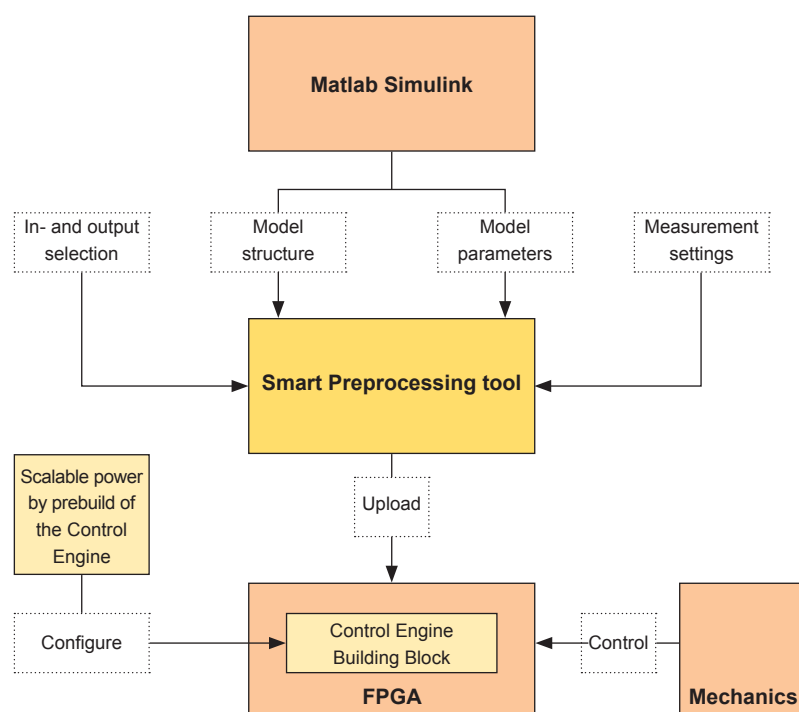 Matlab Simulink
In- and output
selection
Model
structure
Model
parameters
Measurement
settings
Smart Preprocessing tool
Scalable power
by prebuild of
the Control
Engine
Upload
Configure
Control Engine
Building Block
FPGA
Control
Mechanics